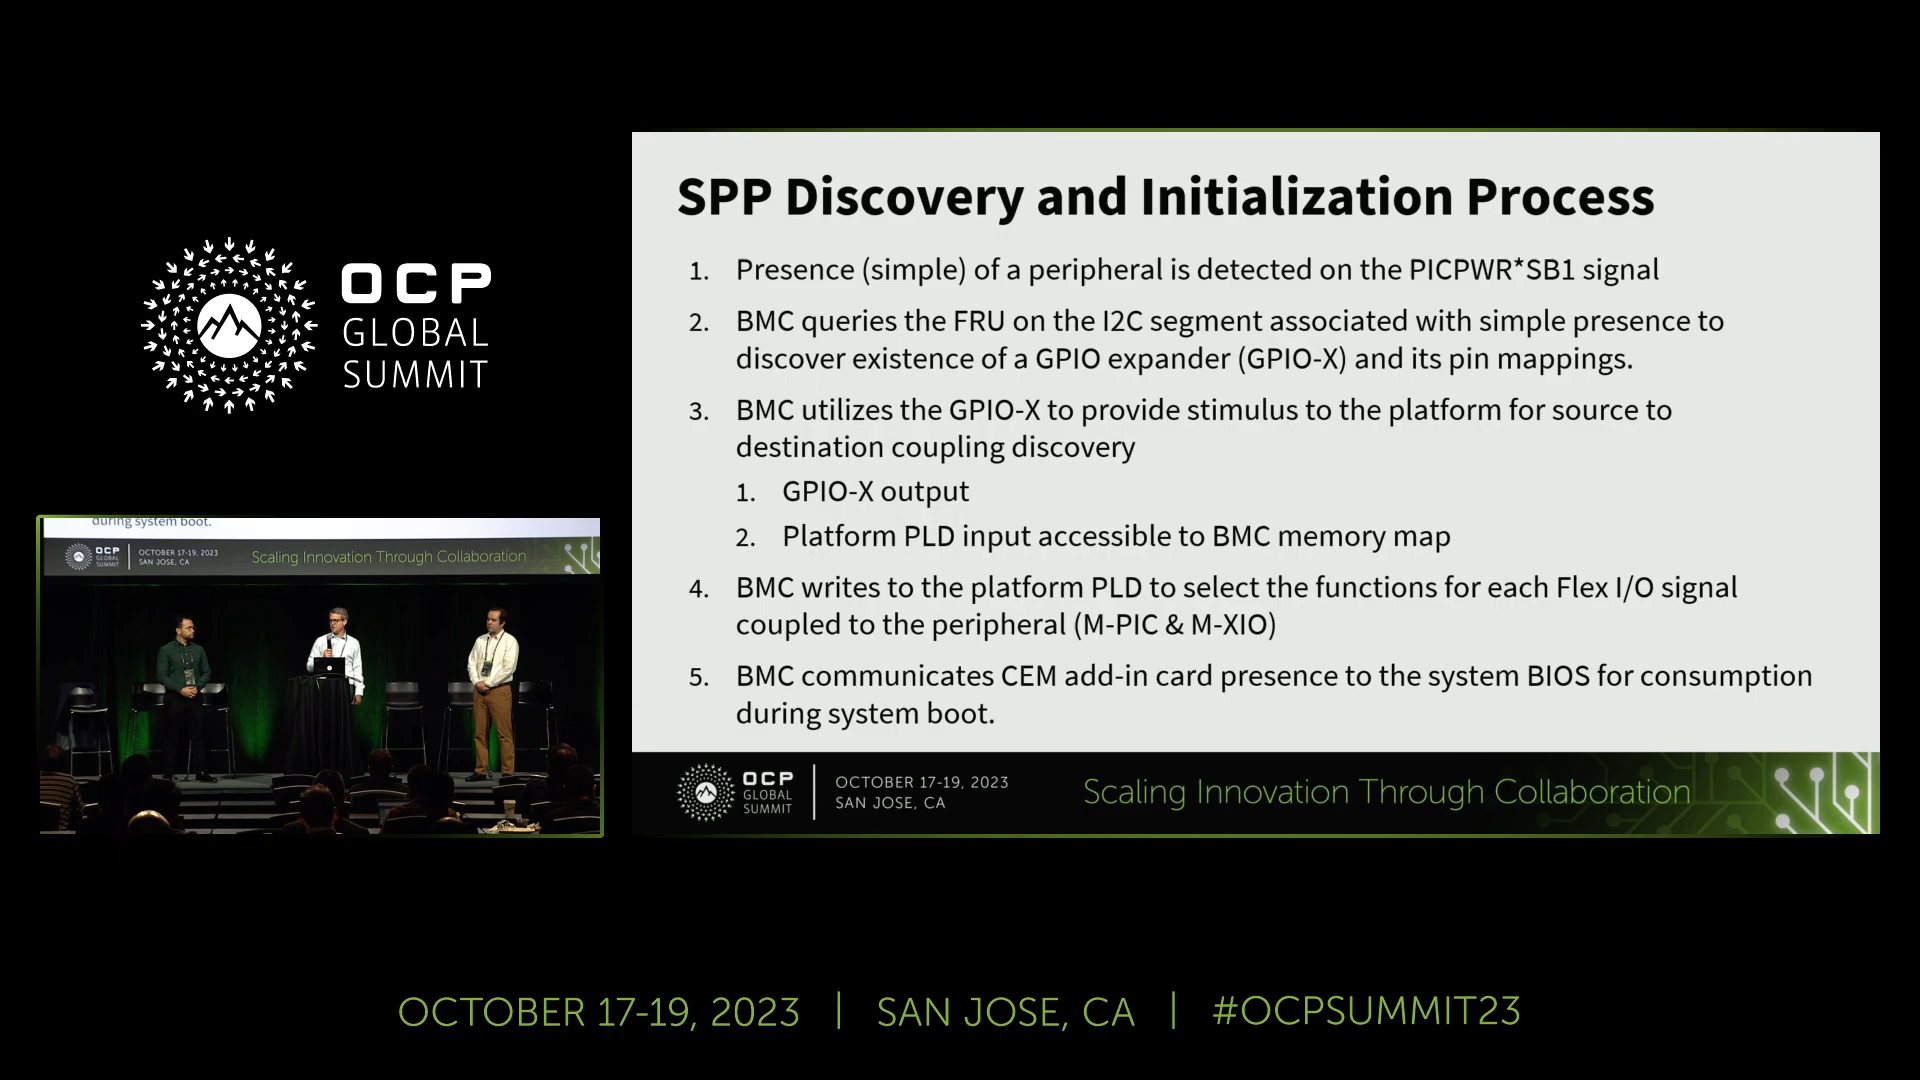 OCP
GLOBAL
SUMMIT
SPP Discovery and Initialization Process
1. Presence (simple) of a peripheral is detected on the PICPWR*SB1 signal
2. BMC queries the FRU on the I2C segment associated with simple presence to
discover existence of a GPIO expander (GPIO-X) and its pin mappings.
3. BMC utilizes the GPIO-X to provide stimulus to the platform for source to
destination coupling discovery
1. GPIO-X output
2. Platform PLD input accessible to BMC memory map
4. BMC writes to the platform PLD to select the functions for each Flex I/O signal
coupled to the peripheral (M-PIC & M-XIO)
5. BMC communicates CEM add-in card presence to the system BIOS for consumption
during system boot.
OCP
GLOBAL
SUMMIT
OCTOBER 17-19, 2023
SAN JOSE, CA
Scaling Innovation Through Collaboration
during system boot.
OCP
GLOBAL
SUMMIT
OCTOBER 17-19, 2023
SAN JOSE, CA
Scaling Innovation Through Collaboration
OCTOBER 17-19, 2023 | SAN JOSE, CA | #OCPSUMMIT23